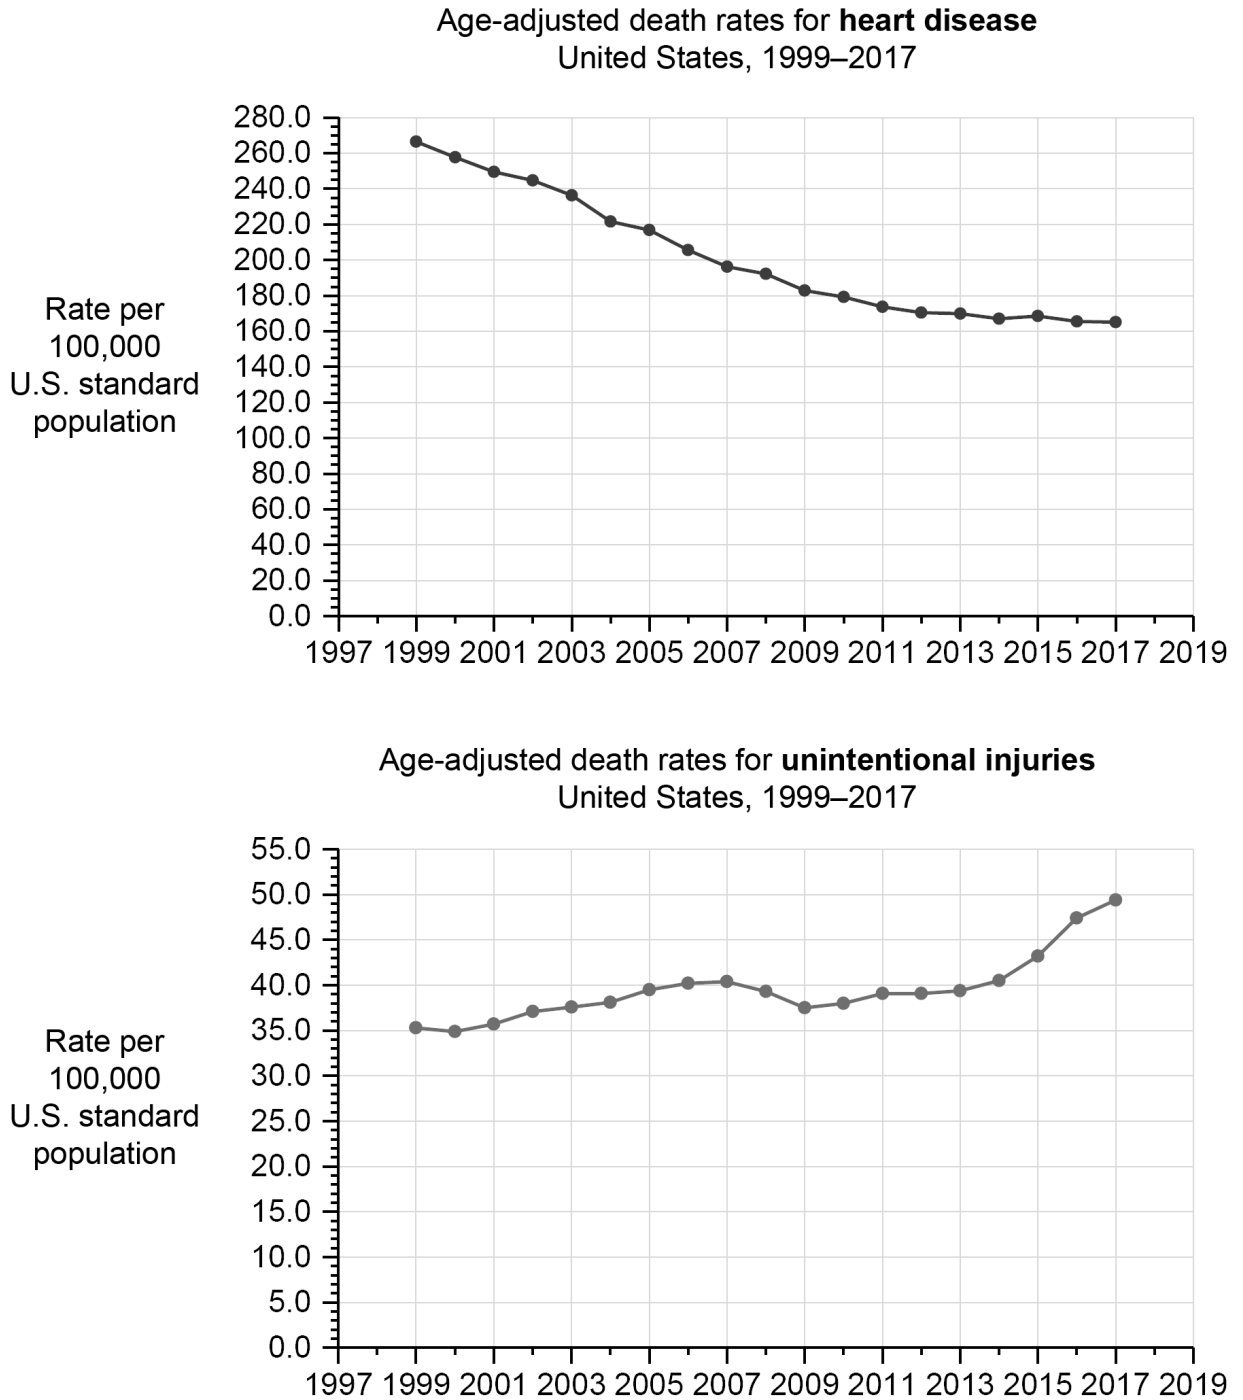 Age-adjusted death rates for heart disease
United States, 1999–2017
280.0
260.0
240.0
220.0
200.0
180.0
160.0
140.0
120.0
100.0
80.0
60.0
40.0
20.0
0.0
Rate per
100,000
U.S. standard
population
1997 1999 2001 2003 2005 2007 2009 2011 2013 2015 2017 2019
Age-adjusted death rates for unintentional injuries
United States, 1999–2017
55.0
50.0
45.0
40.0
35.0
30.0
25.0
20.0
15.0
10.0
5.0
0.0
Rate per
100,000
U.S. standard
population
1997 1999 2001 2003 2005 2007 2009 2011 2013 2015 2017 2019